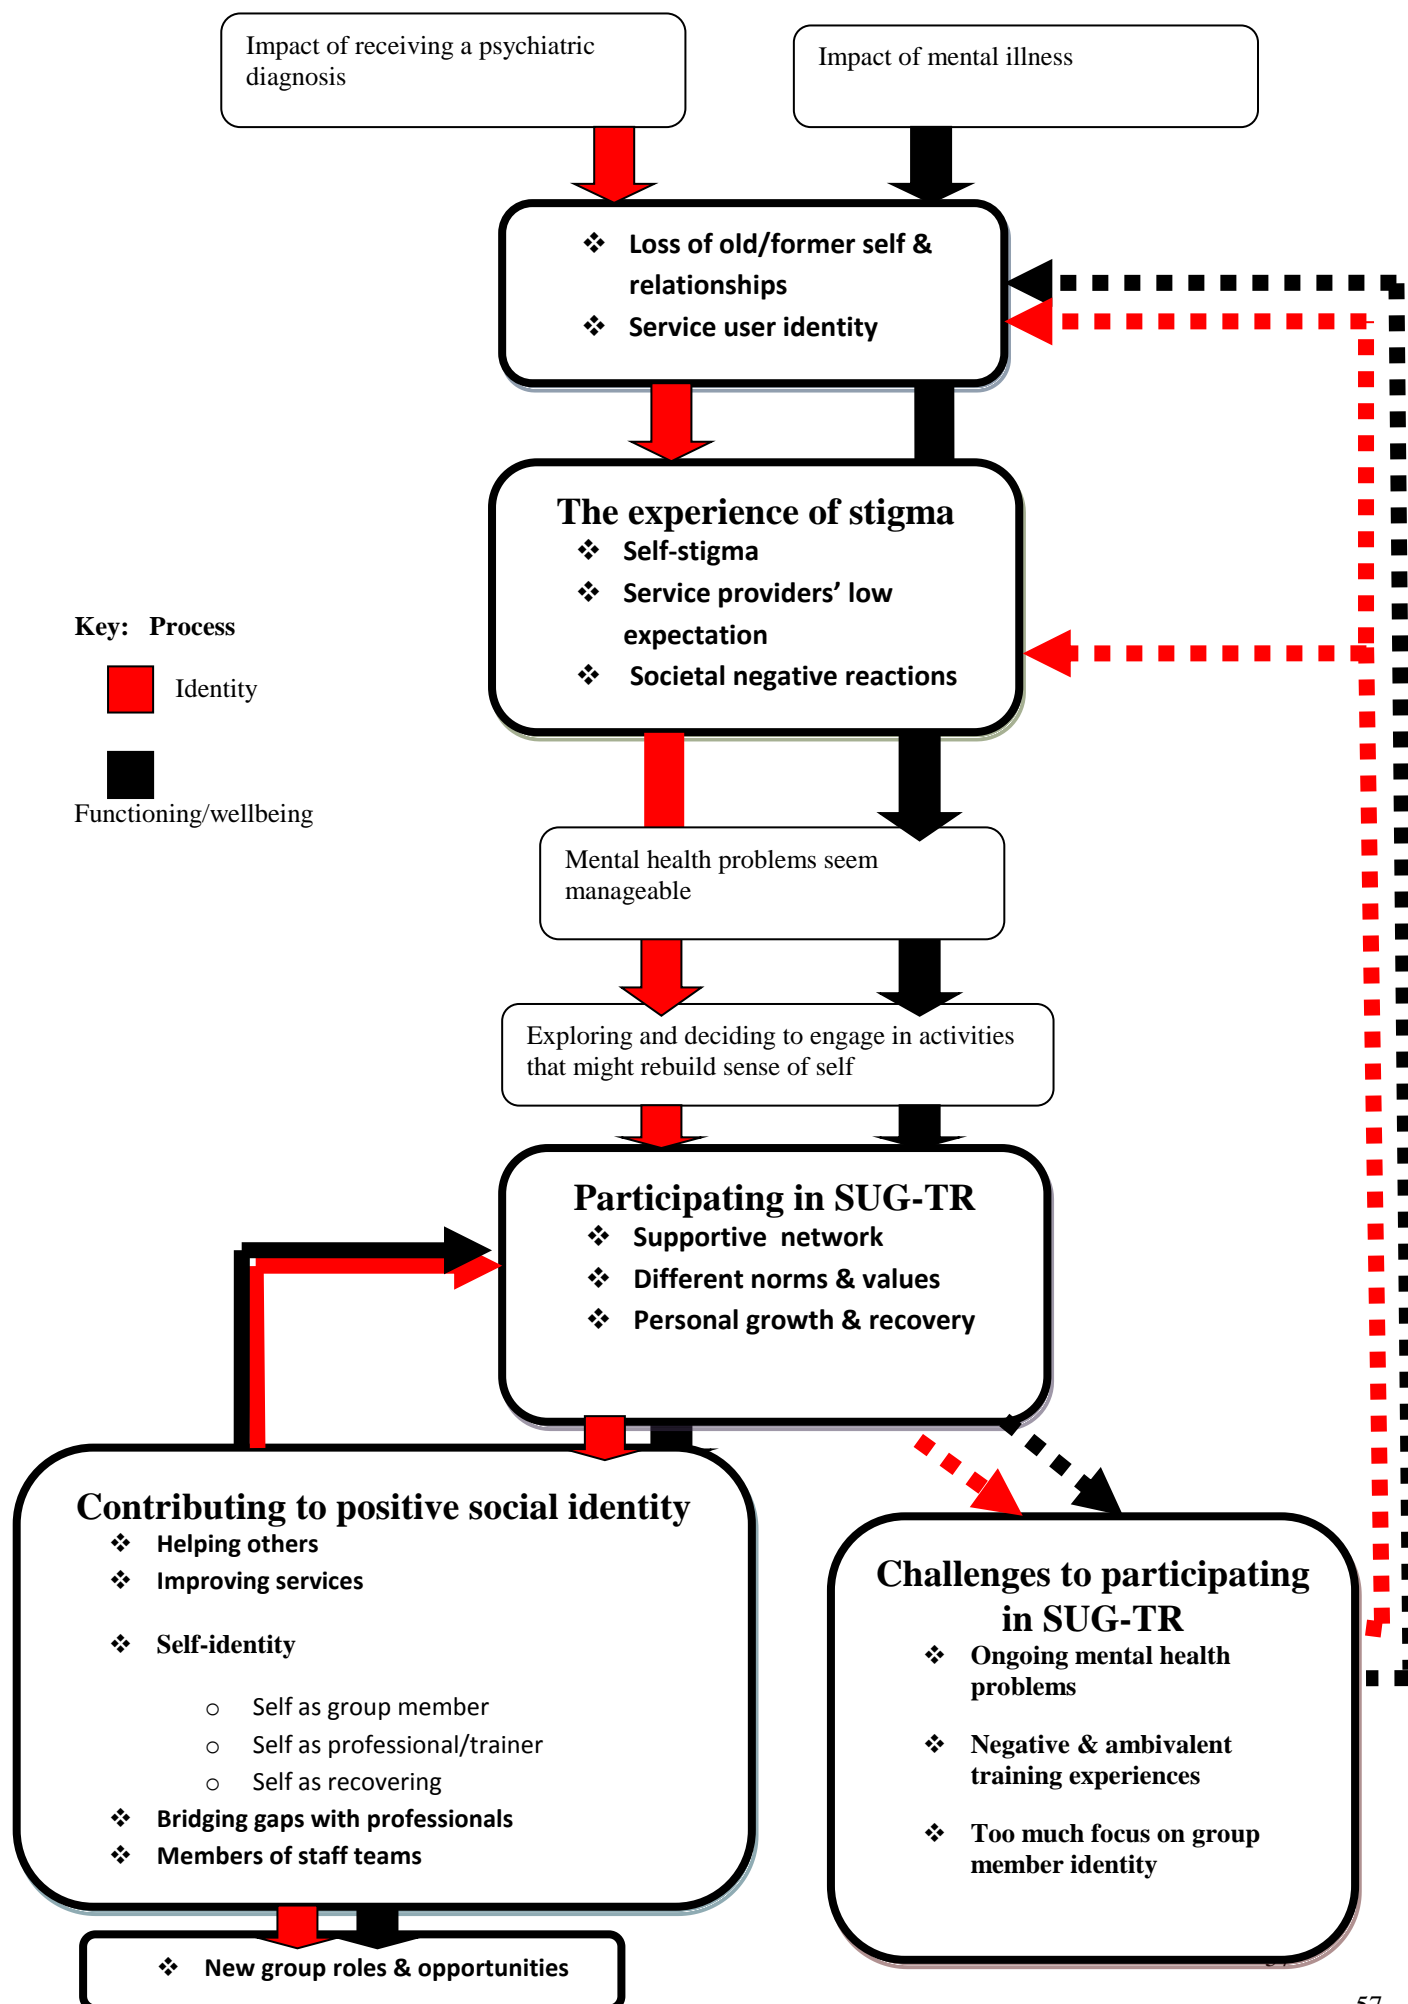 Impact of receiving a psychiatric
diagnosis
Impact of mental illness
❖ Loss of old/former self &
relationships
❖ Service user identity
The experience of stigma
❖ Self-stigma
❖ Service providers’ low
expectation
❖ Societal negative reactions
Key: Process
Identity
Functioning/wellbeing
Mental health problems seem
manageable
Exploring and deciding to engage in activities
that might rebuild sense of self
Participating in SUG-TR
❖ Supportive network
❖ Different norms & values
❖ Personal growth & recovery
Contributing to positive social identity
❖ Helping others
❖ Improving services
❖ Self-identity
o Self as group member
o Self as professional/trainer
o Self as recovering
❖ Bridging gaps with professionals
❖ Members of staff teams
❖ New group roles & opportunities
Challenges to participating
in SUG-TR
❖ Ongoing mental health
problems
❖ Negative & ambivalent
training experiences
❖ Too much focus on group
member identity
57